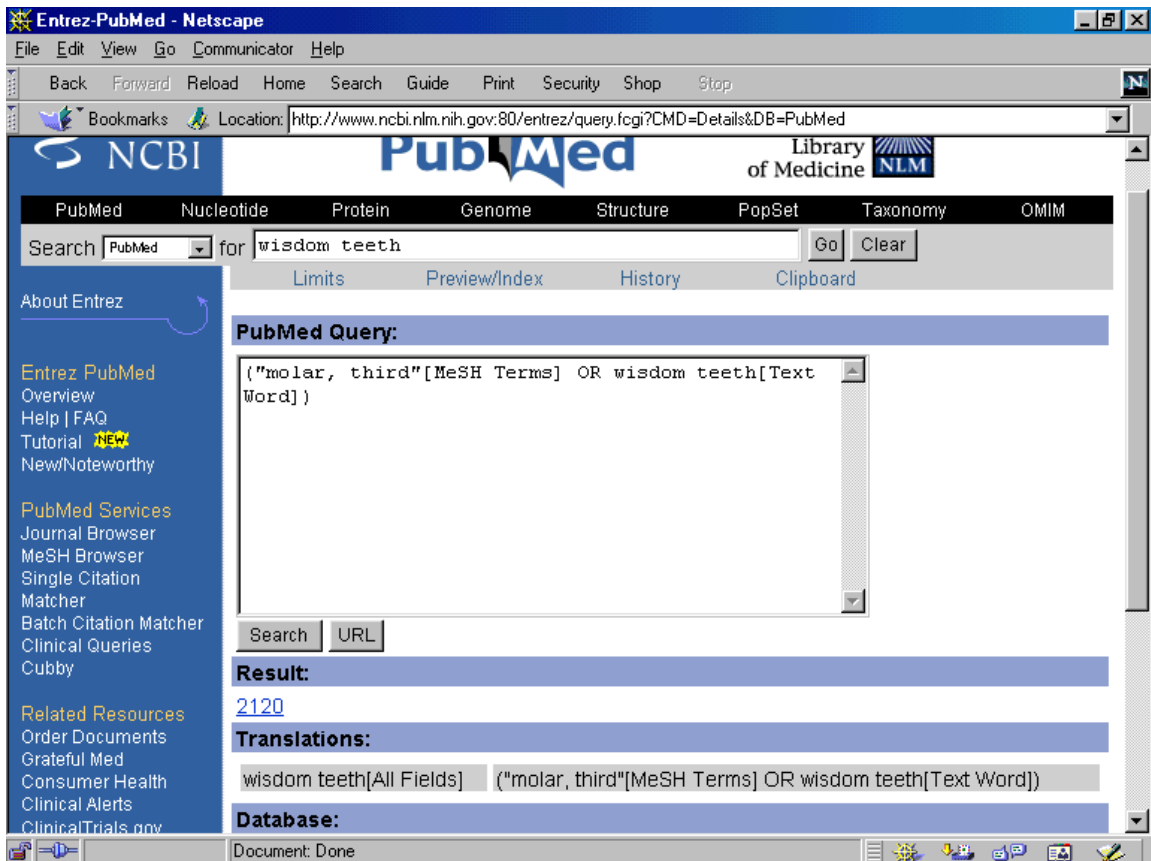 Entrez-PubMed - Netscape
File Edit View Go Communicator Help
Back Forward Reload Home Search Guide Print Security Shop Stop
N
Bookmarks Location: http://www.ncbi.nlm.nih.gov:80/entrez/query.fcgi?CMD=Details&DB=PubMed
NCBI PubMed Library
of Medicine NLM
PubMed Nucleotide Protein Genome Structure PopSet Taxonomy OMIM
Search PubMed for wisdom teeth Go Clear
Limits Preview/Index History Clipboard
About Entrez
PubMed Query:
("molar, third"[MeSH Terms] OR wisdom teeth[Text
Word])
Entrez PubMed
Overview
Help | FAQ
Tutorial NEW!
New/Noteworthy
PubMed Services
Journal Browser
MeSH Browser
Single Citation
Matcher
Batch Citation Matcher
Clinical Queries
Cubby
Search URL
Result:
2120
Related Resources
Order Documents
Grateful Med
Consumer Health
Clinical Alerts
ClinicalTrials.gov
Translations:
wisdom teeth[All Fields] ("molar, third"[MeSH Terms] OR wisdom teeth[Text Word])
Database:
Document: Done